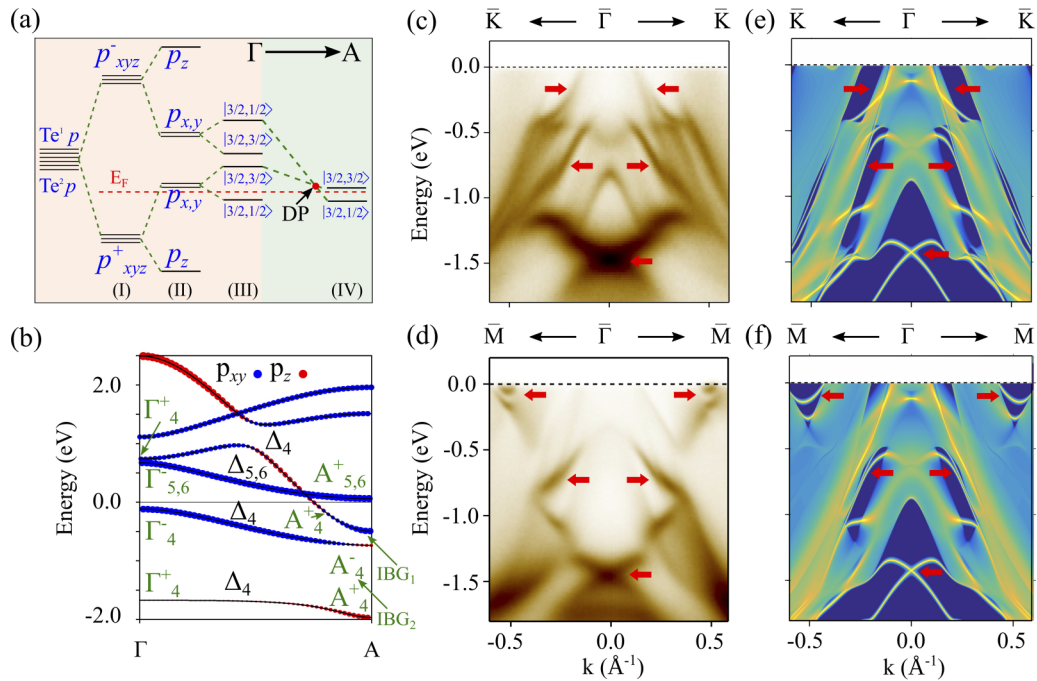 (a)
Γ A
p⁻xyz
pz
|3/2,1/2⟩
px,y
|3/2,3/2⟩
Te¹ p
Te² p
EF
|3/2,3/2⟩
|3/2,3/2⟩
px,y
DP
|3/2,1/2⟩
|3/2,1/2⟩
p⁺xyz
pz
(I) (II) (III) (IV)
(b)
pxy pz
Energy (eV)
2.0
0.0
-2.0
Γ⁺4
Δ4
Γ⁻5,6
Δ5,6
A⁺5,6
A⁺4
Γ⁻4
Δ4
IBG1
A⁻4
Γ⁺4
Δ4
A⁺4
IBG2
Γ A
(c)
K̄ Γ̄ K̄
Energy (eV)
0.0
-0.5
-1.0
-1.5
(e)
K̄ Γ̄ K̄
(d)
M̄ Γ̄ M̄
Energy (eV)
0.0
-0.5
-1.0
-1.5
-0.5 0.0 0.5
k (Å⁻¹)
(f)
M̄ Γ̄ M̄
-0.5 0.0 0.5
k (Å⁻¹)